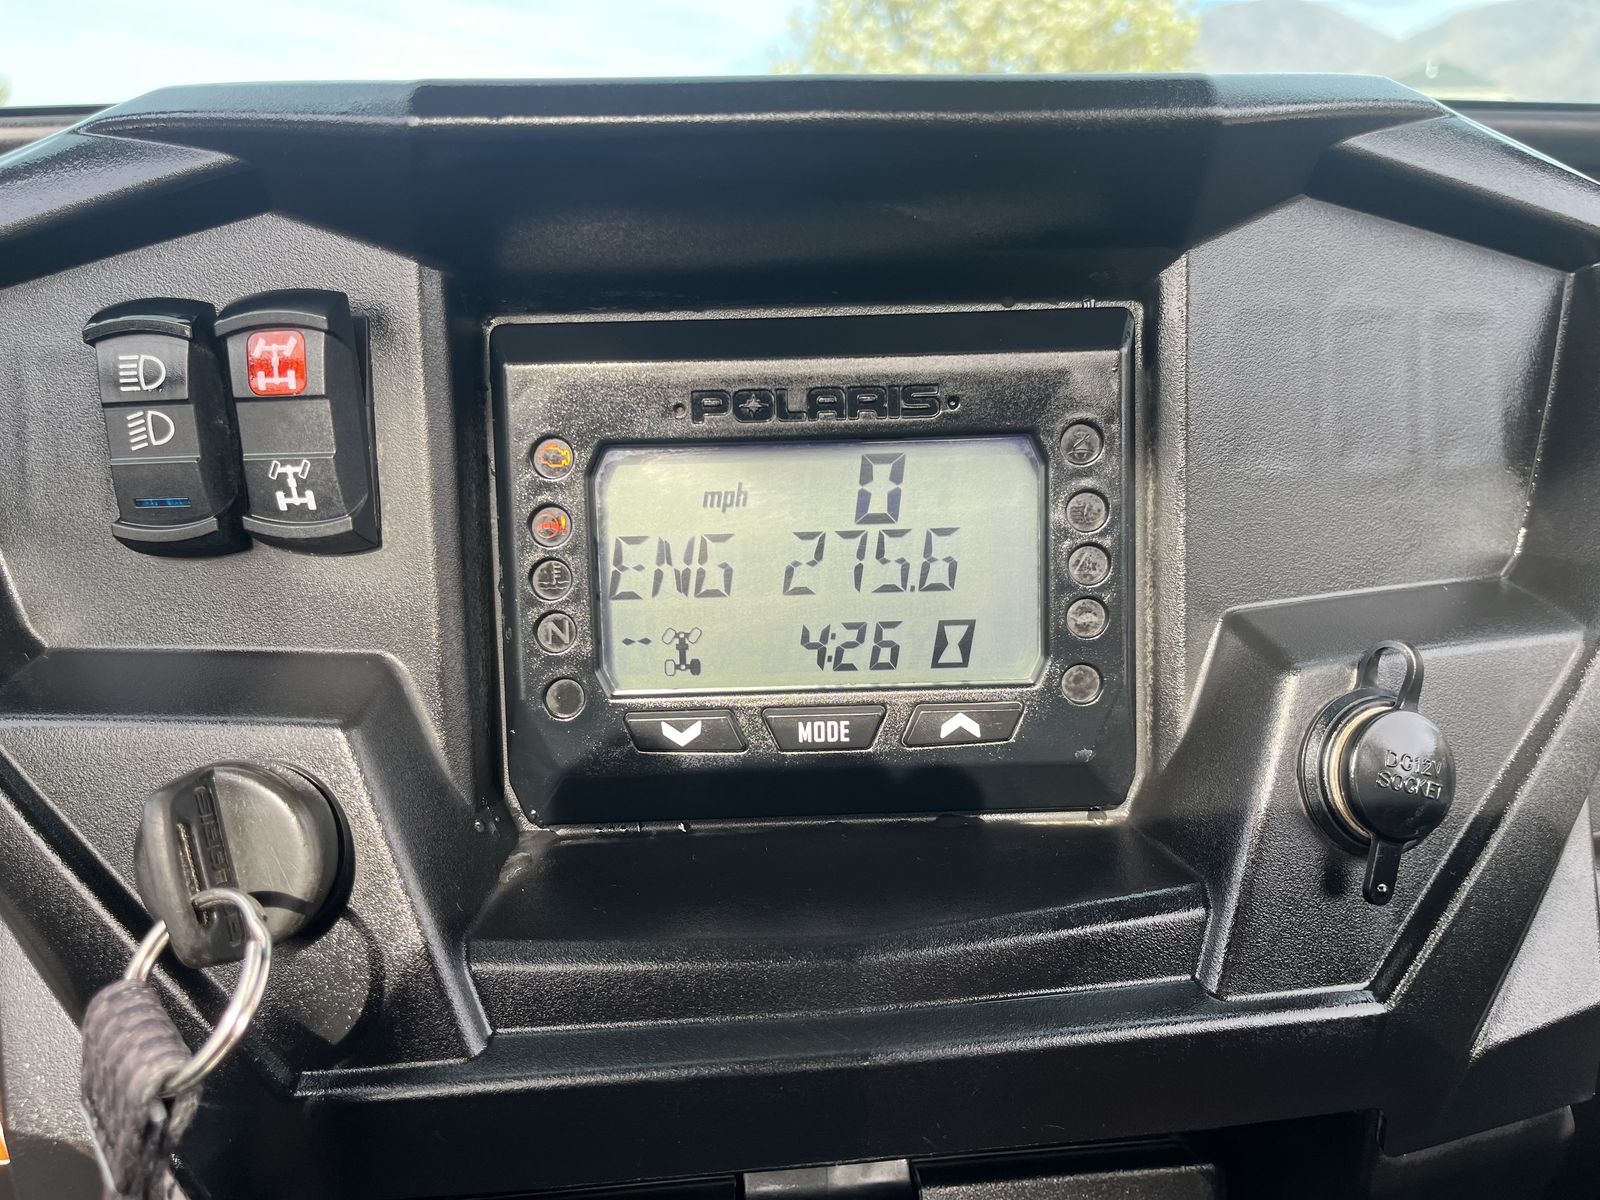 POLARIS
mph 0
ENG 275.6
-- 4:26
N
MODE
DC12V
SOCKET